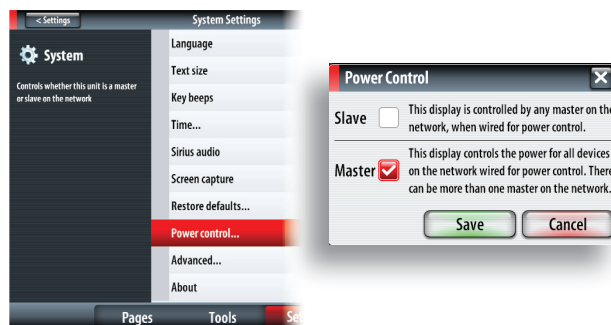 < Settings
System Settings
System
Controls whether this unit is a master
or slave on the network
Language
Text size
Key beeps
Time...
Sirius audio
Screen capture
Restore defaults...
Power control...
Advanced...
About
Pages
Tools
Power Control
X
Slave
This display is controlled by any master on the
network, when wired for power control.
Master
This display controls the power for all devices
on the network wired for power control. There
can be more than one master on the network.
Save
Cancel